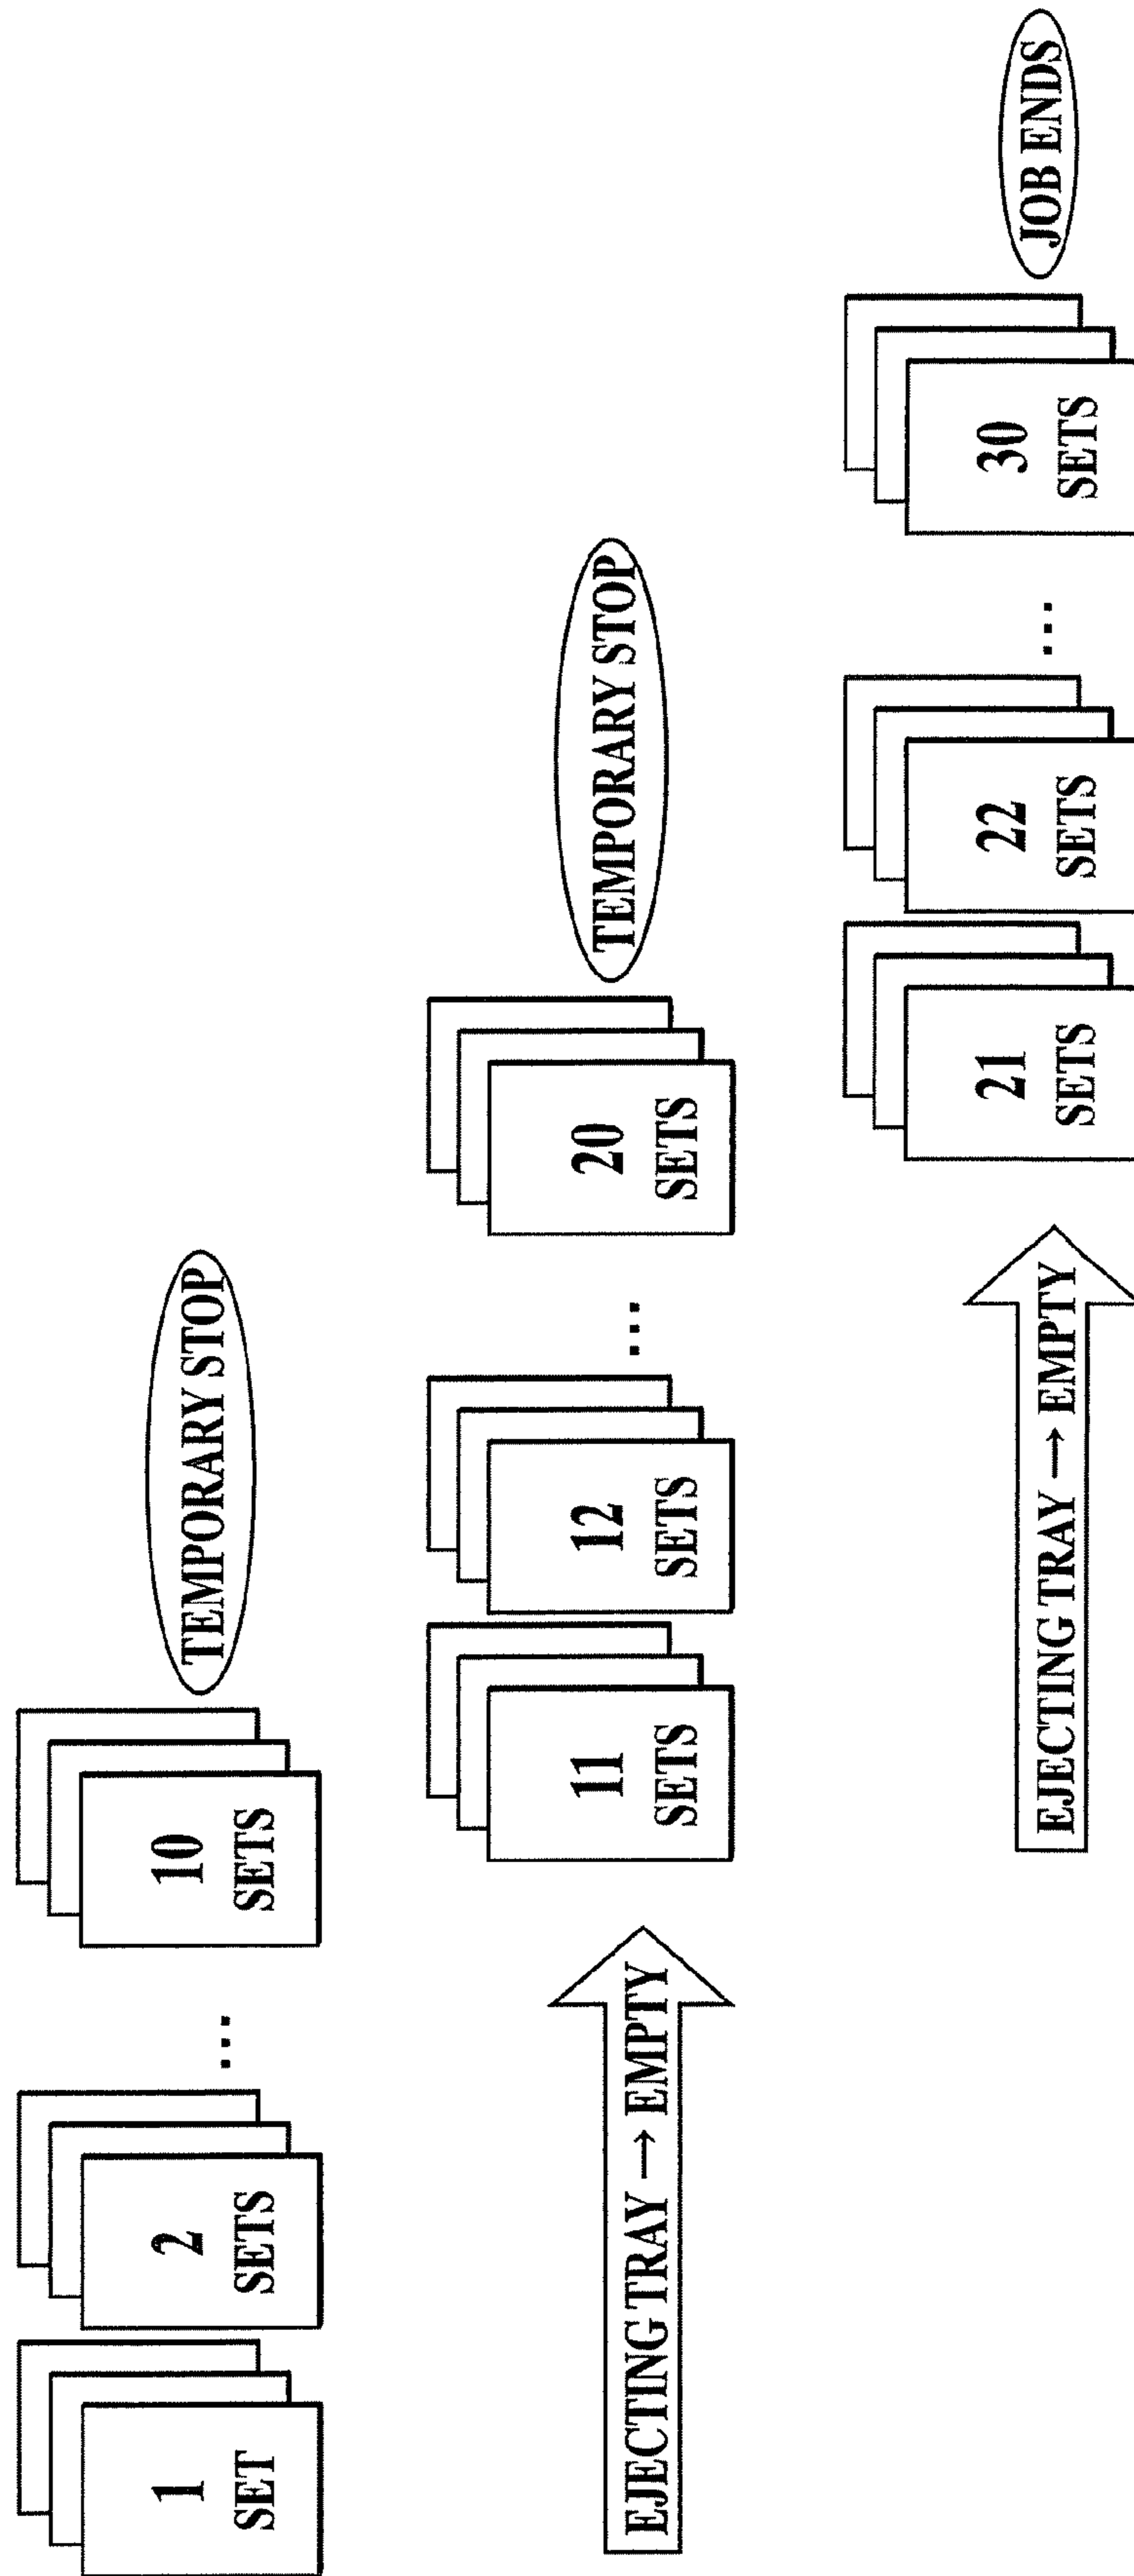 1
SET
2
SETS
...
10
SETS
TEMPORARY STOP
EJECTING TRAY → EMPTY
11
SETS
12
SETS
...
20
SETS
TEMPORARY STOP
EJECTING TRAY → EMPTY
21
SETS
22
SETS
...
30
SETS
JOB ENDS